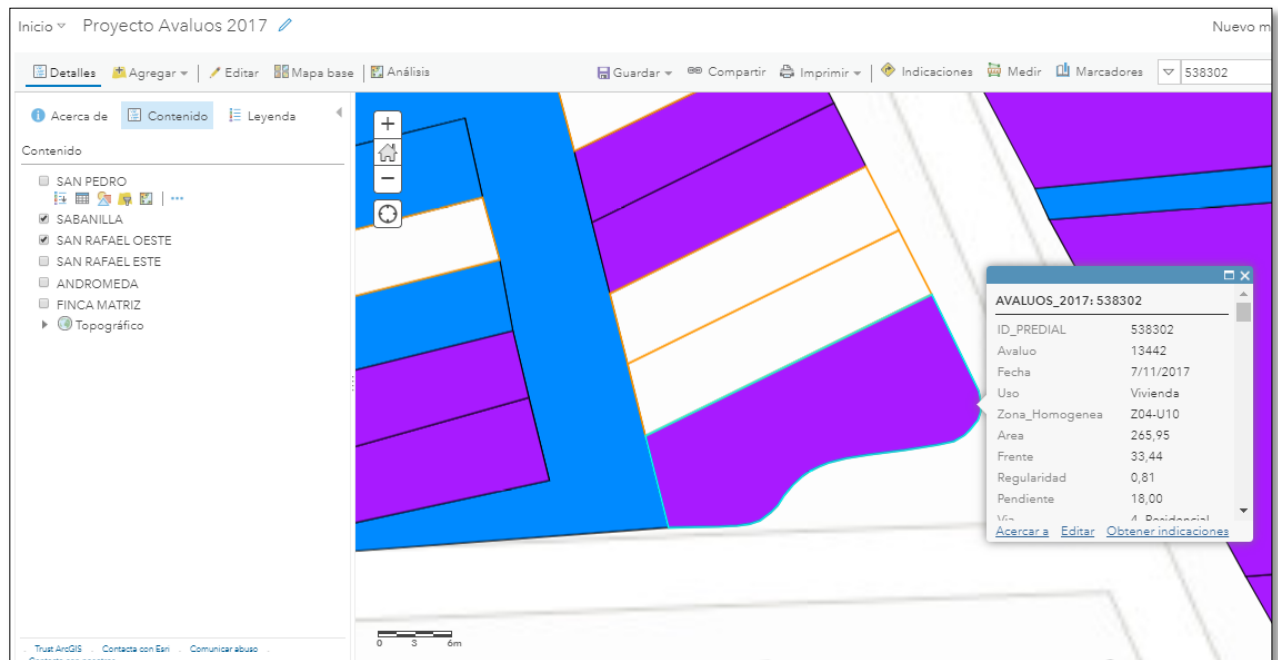 Inicio Proyecto Avaluos 2017
Nuevo m
Detalles Agregar Editar Mapa base Análisis Guardar Compartir Imprimir Indicaciones Medir Marcadores 538302
Acerca de Contenido Leyenda
Contenido
SAN PEDRO
SABANILLA
SAN RAFAEL OESTE
SAN RAFAEL ESTE
ANDROMEDA
FINCA MATRIZ
Topográfico
AVALUOS_2017: 538302
ID_PREDIAL 538302
Avaluo 13442
Fecha 7/11/2017
Uso Vivienda
Zona_Homogenea Z04-U10
Area 265,95
Frente 33,44
Regularidad 0,81
Pendiente 18,00
Via 4 Residencial
Acercar a Editar Obtener indicaciones
0 3 6m
Trust ArcGIS . Contacta con Esri . Comunicar abuso .